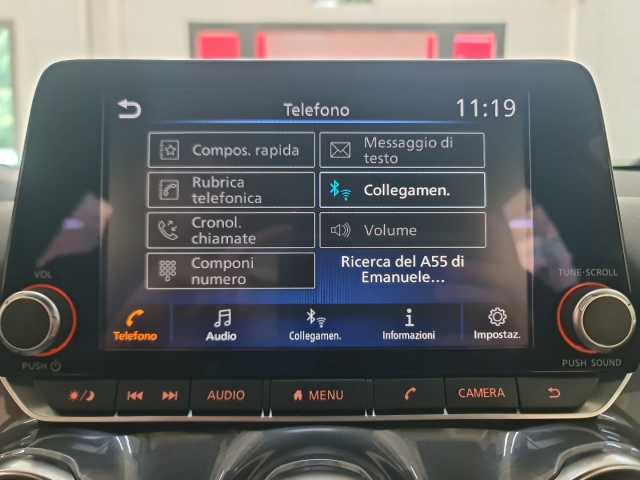 Telefono
11:19
Compos. rapida
Messaggio di
testo
Rubrica
telefonica
Collegamen.
Cronol.
chiamate
Volume
Componi
numero
Ricerca del A55 di
Emanuele...
VOL
TUNE·SCROLL
Telefono
Audio
Collegamen.
Informazioni
Impostaz.
PUSH
PUSH SOUND
AUDIO
MENU
CAMERA